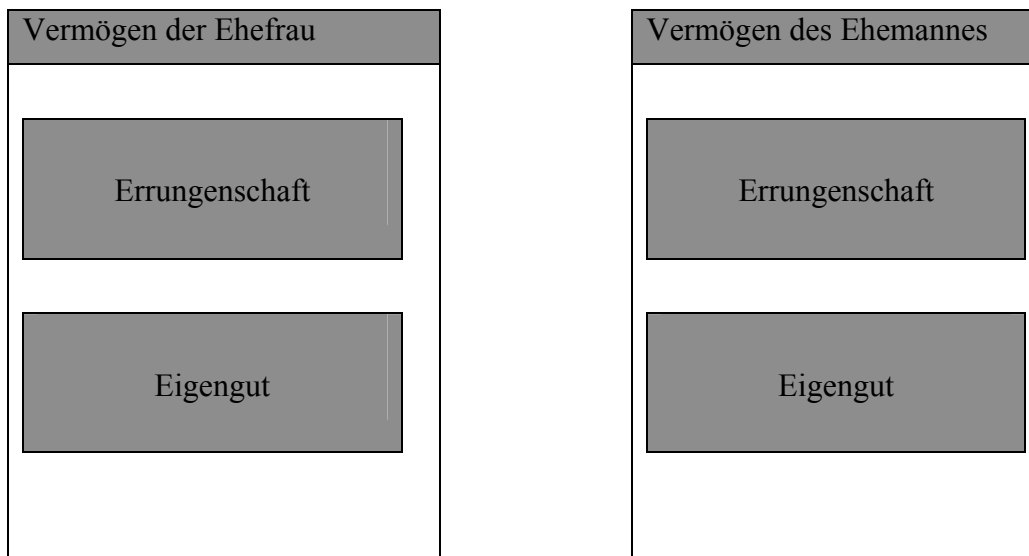 Vermögen der Ehefrau
Errungenschaft
Eigengut
Vermögen des Ehemannes
Errungenschaft
Eigengut